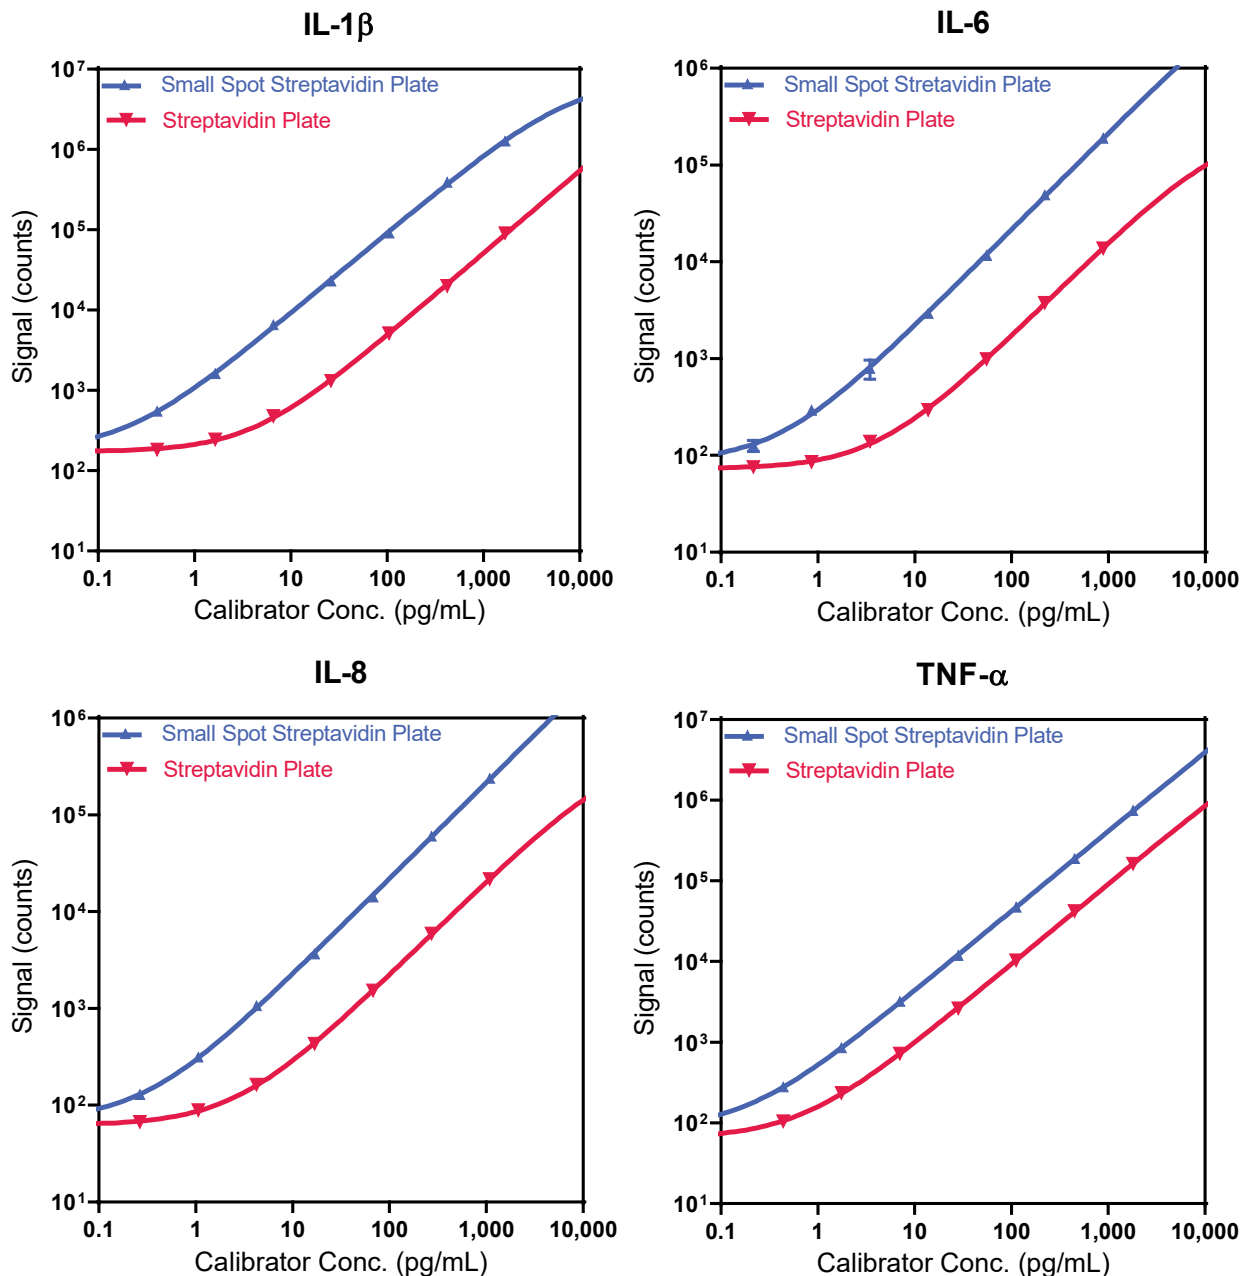 IL-1β
10⁷
Small Spot Streptavidin Plate
Streptavidin Plate
10⁶
10⁵
10⁴
10³
10²
10¹
Signal (counts)
0.1 1 10 100 1,000 10,000
Calibrator Conc. (pg/mL)
IL-6
10⁶
Small Spot Stretavidin Plate
Streptavidin Plate
10⁵
10⁴
10³
10²
10¹
Signal (counts)
0.1 1 10 100 1,000 10,000
Calibrator Conc. (pg/mL)
IL-8
10⁶
Small Spot Streptavidin Plate
Streptavidin Plate
10⁵
10⁴
10³
10²
10¹
Signal (counts)
0.1 1 10 100 1,000 10,000
Calibrator Conc. (pg/mL)
TNF-α
10⁷
Small Spot Streptavidin Plate
Streptavidin Plate
10⁶
10⁵
10⁴
10³
10²
10¹
Signal (counts)
0.1 1 10 100 1,000 10,000
Calibrator Conc. (pg/mL)